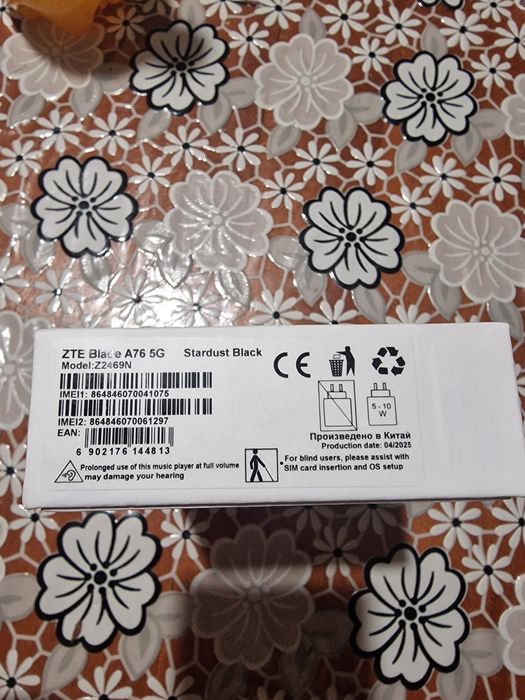 ZTE Blade A76 5G Stardust Black
Model:Z2469N
IMEI1: 864846070041075
IMEI2: 864846070061297
EAN:
6 902176 144813
CE
5 - 10
W
Произведено в Китай
Production date: 04/2025
Prolonged use of this music player at full volume
may damage your hearing
For blind users, please assist with
SIM card insertion and OS setup